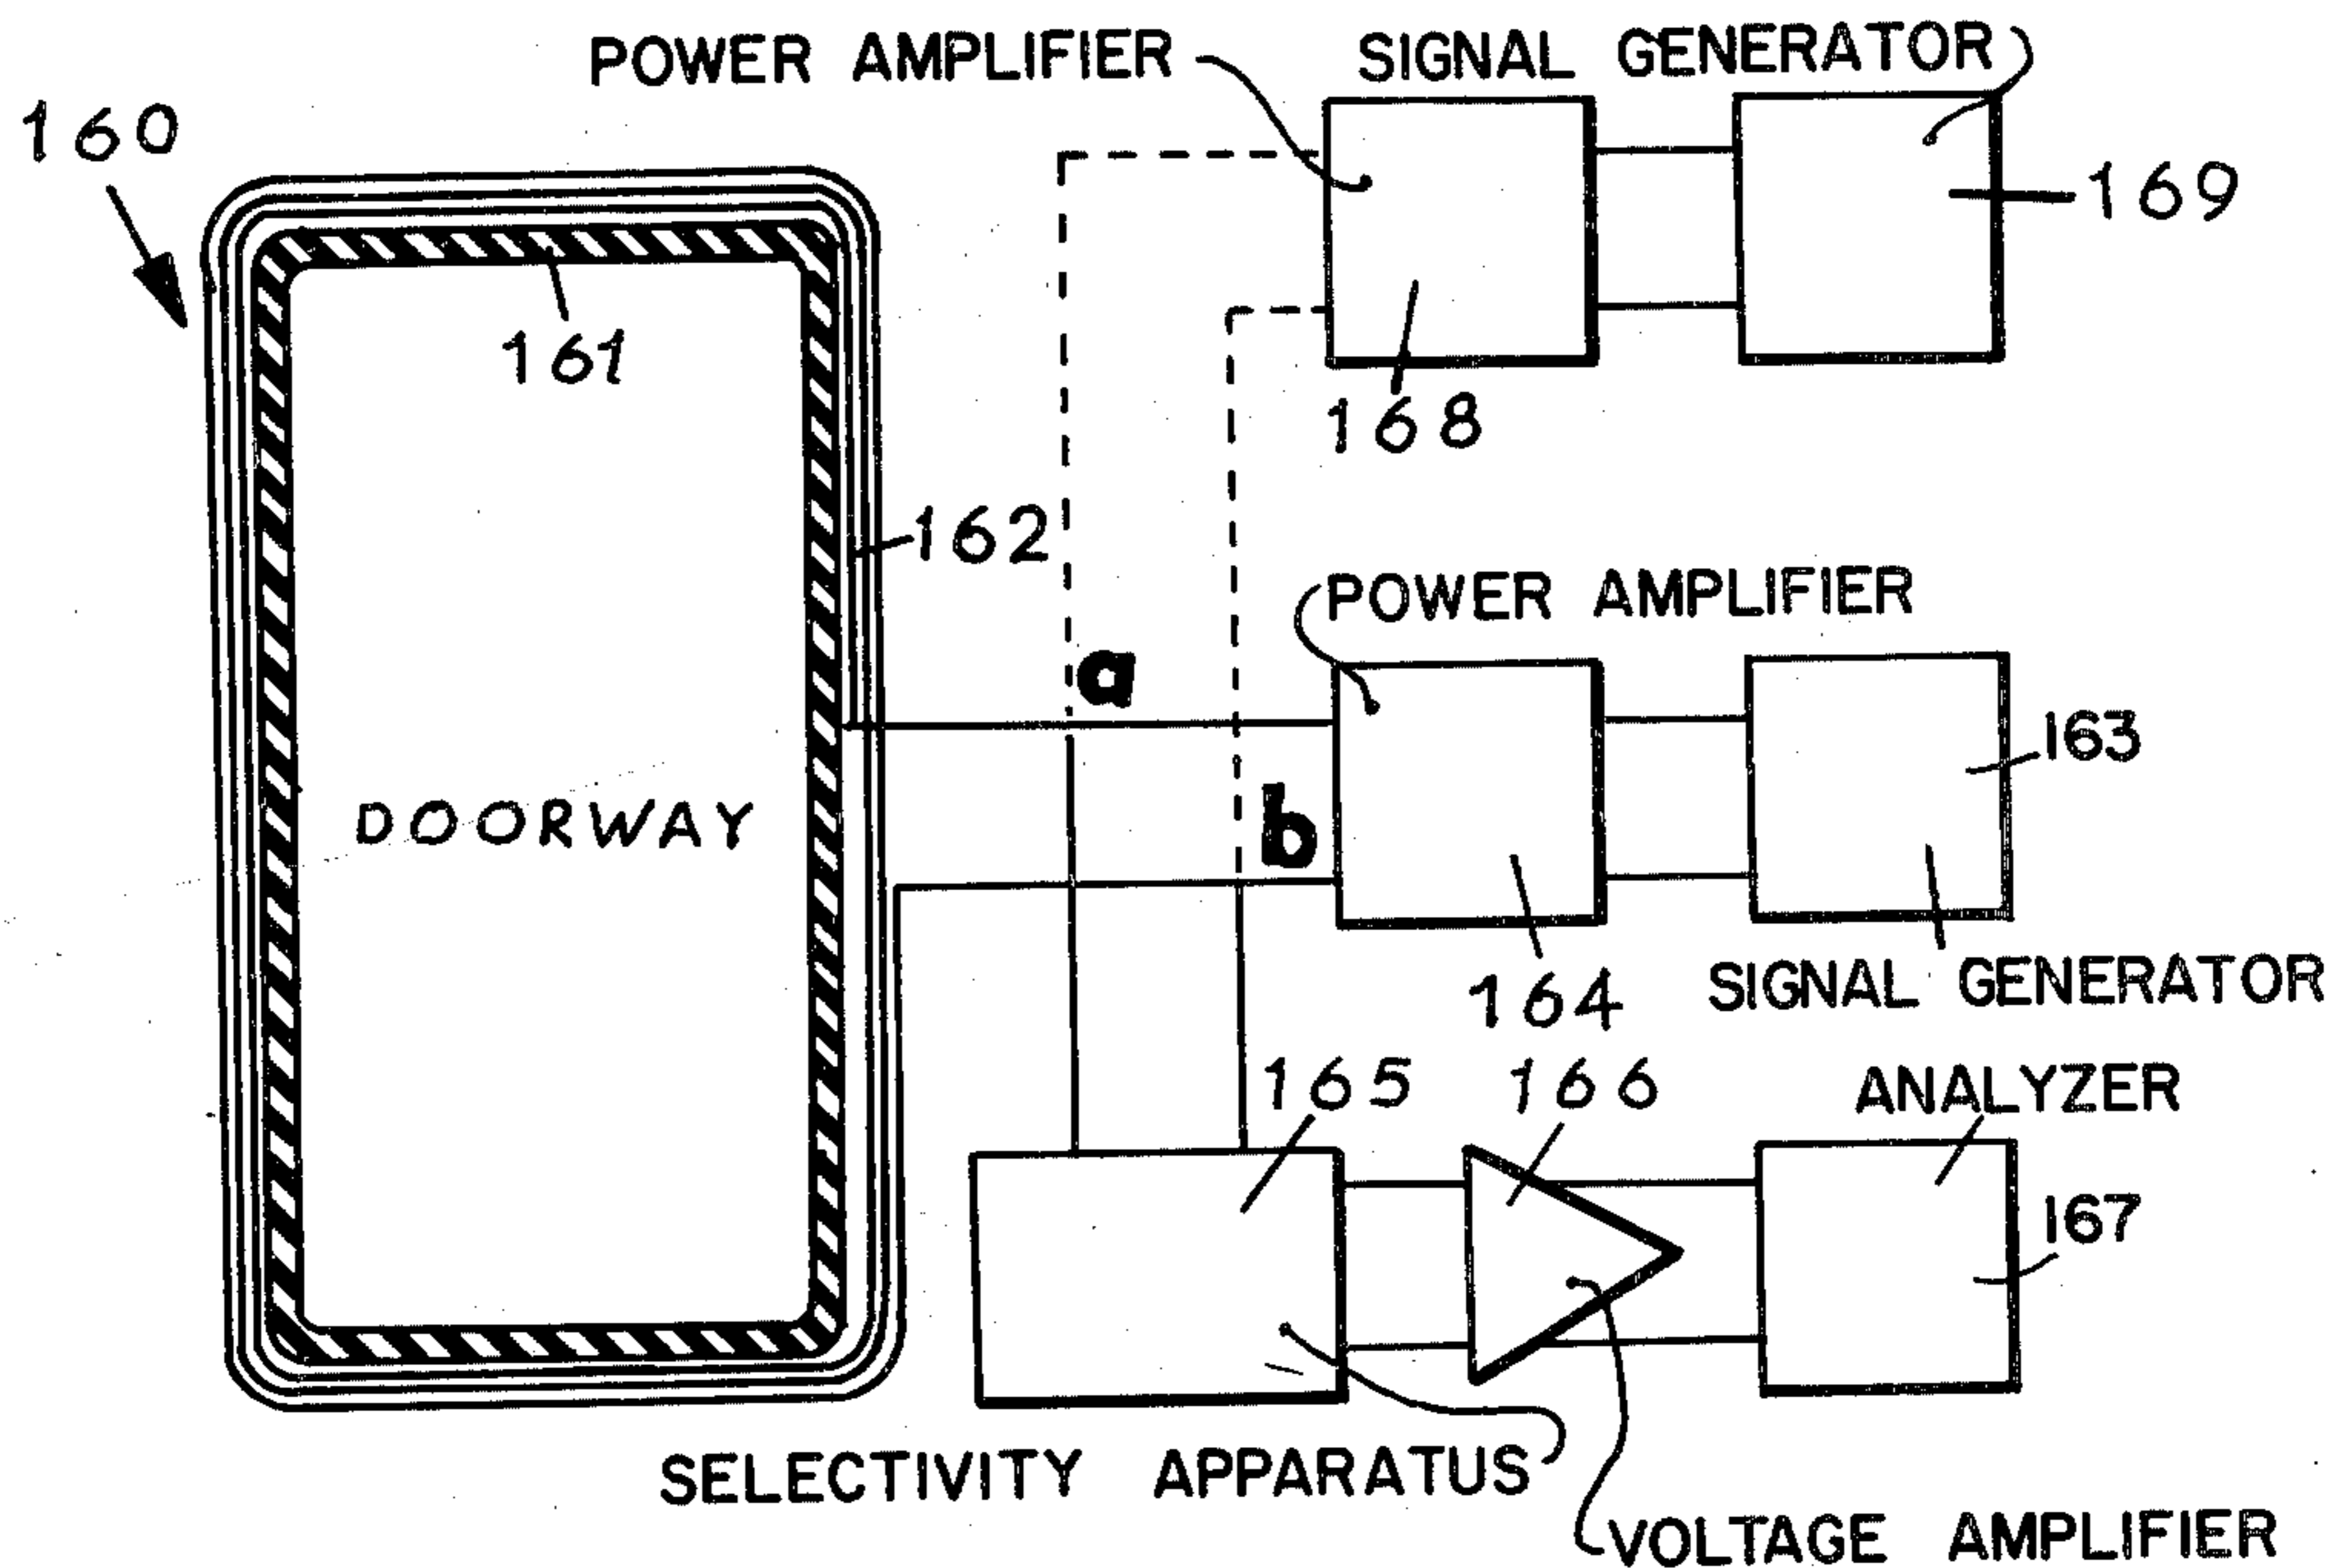 POWER AMPLIFIER
SIGNAL GENERATOR
160
169
161
168
162
POWER AMPLIFIER
a
163
b
DOORWAY
164
SIGNAL GENERATOR
165
166
ANALYZER
167
SELECTIVITY APPARATUS
VOLTAGE AMPLIFIER